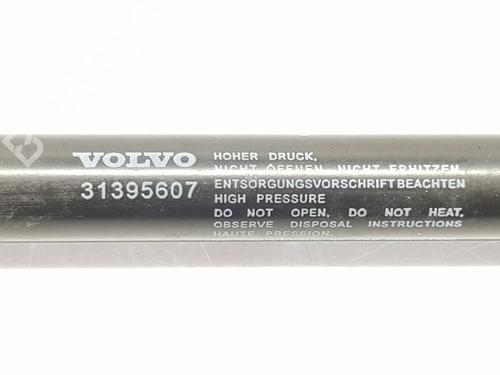 VOLVO
31395607
HOHER DRUCK,
NICHT ÖFFNEN, NICHT ERHITZEN
ENTSORGUNGSVORSCHRIFT BEACHTEN
HIGH PRESSURE
DO NOT OPEN, DO NOT HEAT,
OBSERVE DISPOSAL INSTRUCTIONS
HAUTE PRESSION,